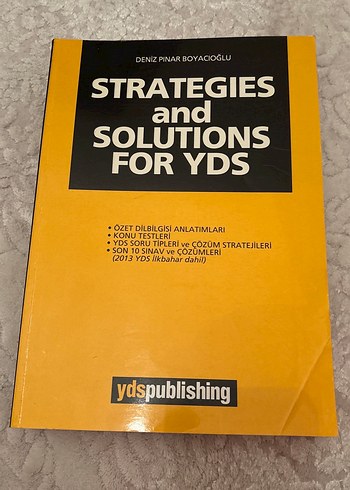 DENİZ PINAR BOYACIOĞLU
STRATEGIES
and
SOLUTIONS
FOR YDS
• ÖZET DİLBİLGİSİ ANLATIMLARI
• KONU TESTLERİ
• YDS SORU TİPLERİ ve ÇÖZÜM STRATEJİLERİ
• SON 10 SINAV ve ÇÖZÜMLERİ
(2013 YDS İlkbahar dahil)
ydspublishing